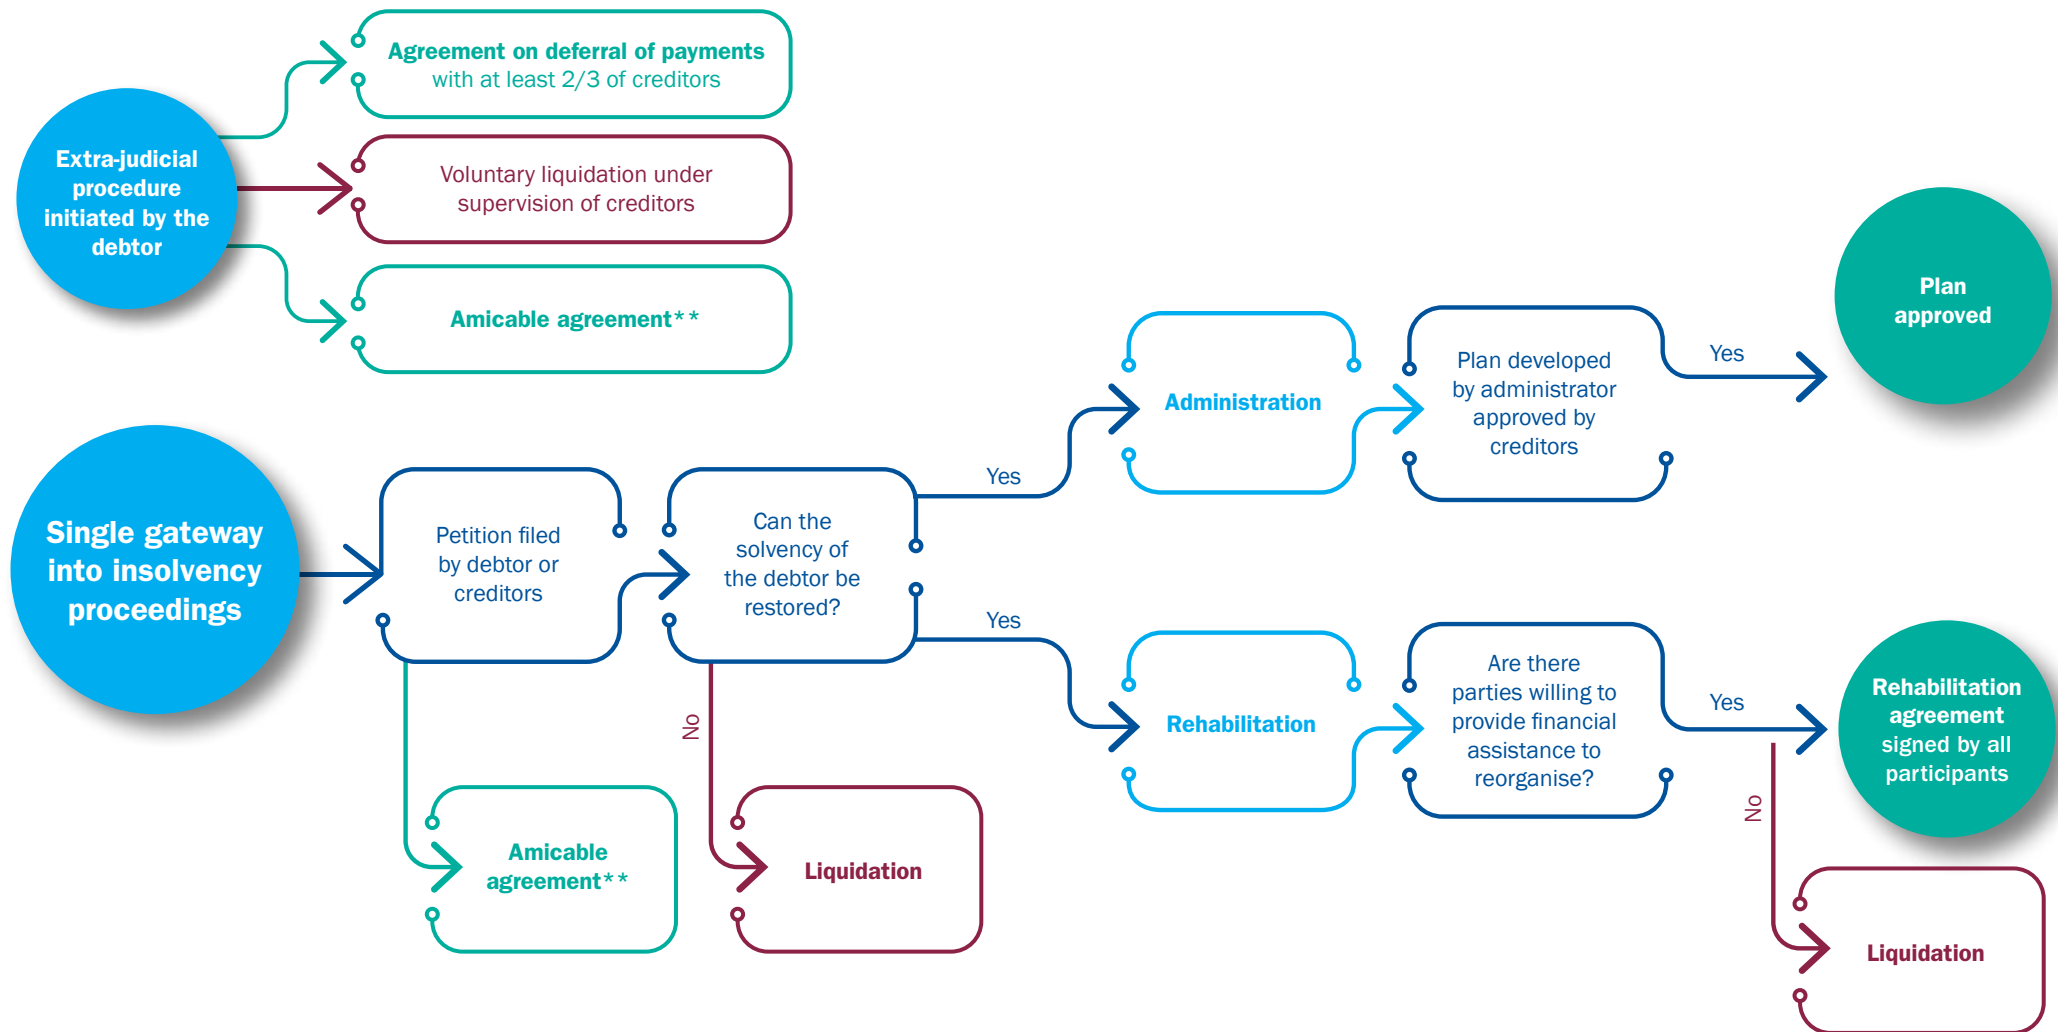 Extra-judicial
procedure
initiated by the
debtor
Agreement on deferral of payments
with at least 2/3 of creditors
Voluntary liquidation under
supervision of creditors
Amicable agreement**
Single gateway
into insolvency
proceedings
Petition filed
by debtor or
creditors
Can the
solvency of
the debtor be
restored?
Yes
Administration
Plan developed
by administrator
approved by
creditors
Yes
Plan
approved
Yes
Rehabilitation
Are there
parties willing to
provide financial
assistance to
reorganise?
Yes
Rehabilitation
agreement
signed by all
participants
No
Amicable
agreement**
Liquidation
No
Liquidation